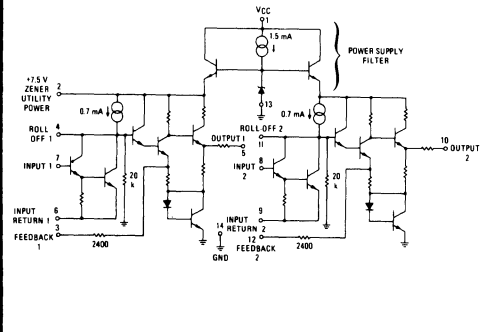 VCC
1
1.5 mA
POWER SUPPLY
FILTER
+7.5 V
ZENER
UTILITY
POWER
2
13
0.7 mA
0.7 mA
ROLL
OFF 1
4
ROLL-OFF 2
11
OUTPUT 1
5
10
OUTPUT
2
INPUT 1
7
INPUT
2
8
20
k
20
k
INPUT
RETURN 1
6
INPUT
RETURN 2
9
FEEDBACK
1
3
2400
14
GND
FEEDBACK
2
12
2400